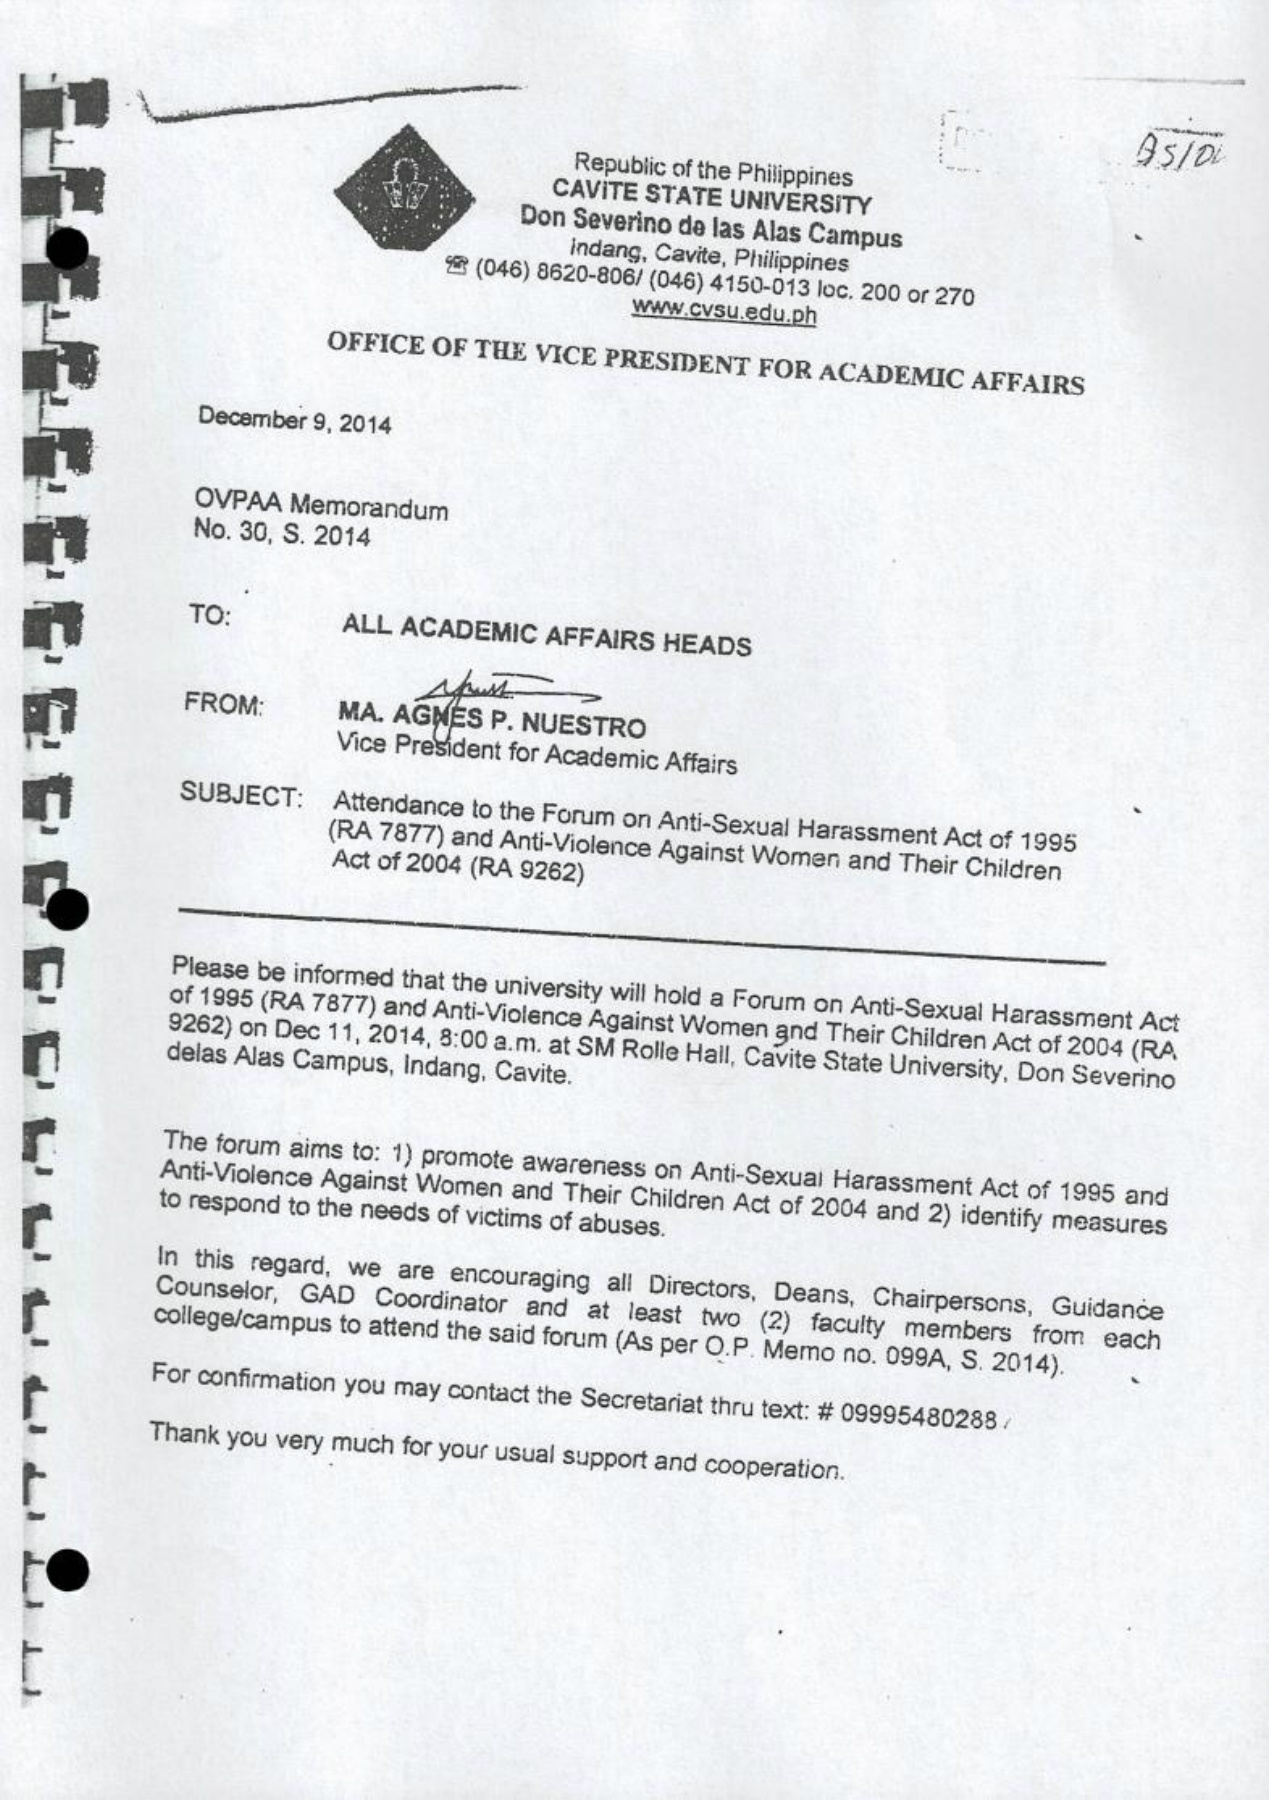 Republic of the Philippines
CAVITE STATE UNIVERSITY
Don Severino de las Alas Campus
Indang, Cavite, Philippines
☎ (046) 8620-806/ (046) 4150-013 loc. 200 or 270
www.cvsu.edu.ph
OFFICE OF THE VICE PRESIDENT FOR ACADEMIC AFFAIRS
December 9, 2014
OVPAA Memorandum
No. 30, S. 2014
TO: ALL ACADEMIC AFFAIRS HEADS
FROM: MA. AGNES P. NUESTRO
Vice President for Academic Affairs
SUBJECT: Attendance to the Forum on Anti-Sexual Harassment Act of 1995
(RA 7877) and Anti-Violence Against Women and Their Children
Act of 2004 (RA 9262)
Please be informed that the university will hold a Forum on Anti-Sexual Harassment Act
of 1995 (RA 7877) and Anti-Violence Against Women and Their Children Act of 2004 (RA
9262) on Dec 11, 2014, 8:00 a.m. at SM Rolle Hall, Cavite State University, Don Severino
delas Alas Campus, Indang, Cavite.
The forum aims to: 1) promote awareness on Anti-Sexual Harassment Act of 1995 and
Anti-Violence Against Women and Their Children Act of 2004 and 2) identify measures
to respond to the needs of victims of abuses.
In this regard, we are encouraging all Directors, Deans, Chairpersons, Guidance
Counselor, GAD Coordinator and at least two (2) faculty members from each
college/campus to attend the said forum (As per O.P. Memo no. 099A, S. 2014).
For confirmation you may contact the Secretariat thru text: # 09995480288
Thank you very much for your usual support and cooperation.